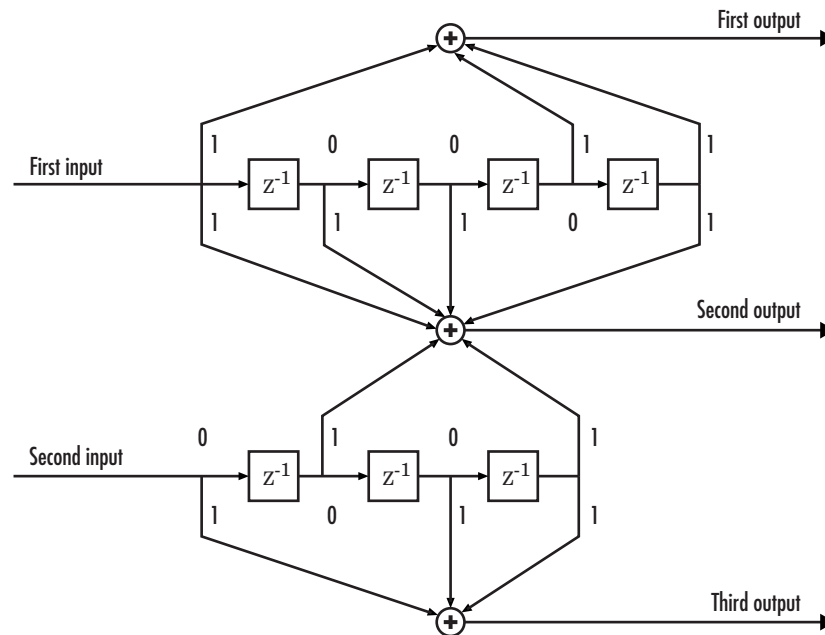 First output
1 0 0 1 1
First input
z-1 z-1 z-1 z-1
1 1 1 0 1
Second output
0 1 0 1
Second input
z-1 z-1 z-1
1 0 1 1
Third output